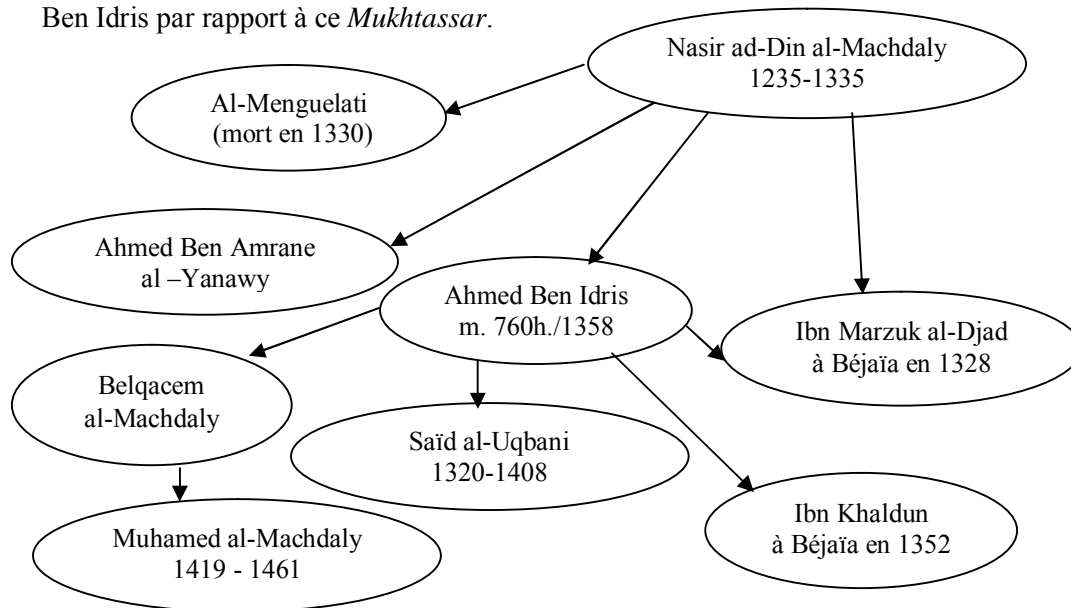 Ben Idris par rapport à ce Mukhtassar.
Nasir ad-Din al-Machdaly
1235-1335
Al-Menguelati
(mort en 1330)
Ahmed Ben Amrane
al –Yanawy
Ahmed Ben Idris
m. 760h./1358
Ibn Marzuk al-Djad
à Béjaïa en 1328
Belqacem
al-Machdaly
Saïd al-Uqbani
1320-1408
Ibn Khaldun
à Béjaïa en 1352
Muhamed al-Machdaly
1419 - 1461